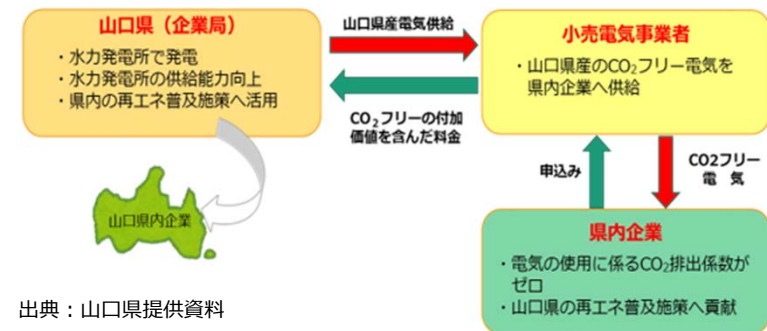 山口県（企業局）
・水力発電所で発電
・水力発電所の供給能力向上
・県内の再エネ普及施策へ活用
山口県産電気供給
CO₂フリーの付加
価値を含んだ料金
小売電気事業者
・山口県産のCO₂フリー電気を
県内企業へ供給
申込み
CO2フリー
電　気
山口県内企業
県内企業
・電気の使用に係るCO₂排出係数が
ゼロ
・山口県の再エネ普及施策へ貢献
出典：山口県提供資料